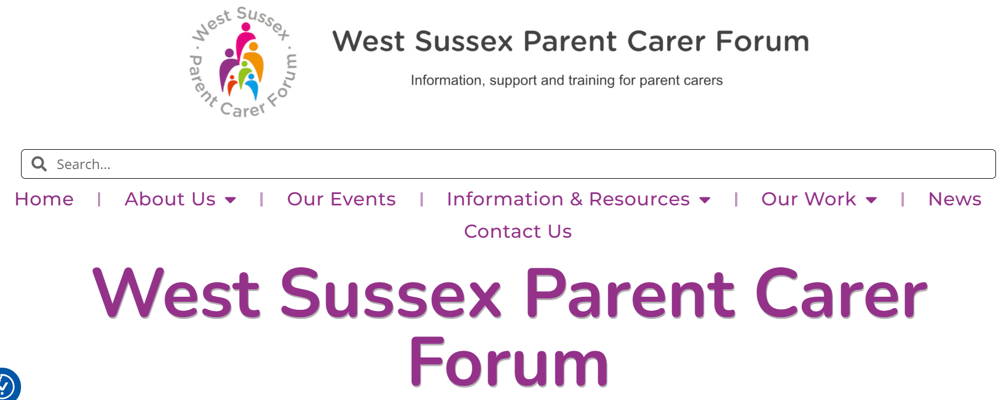 · West Sussex ·
Parent Carer Forum
West Sussex Parent Carer Forum
Information, support and training for parent carers
Search...
Home
About Us
Our Events
Information & Resources
Our Work
News
Contact Us
West Sussex Parent Carer
Forum